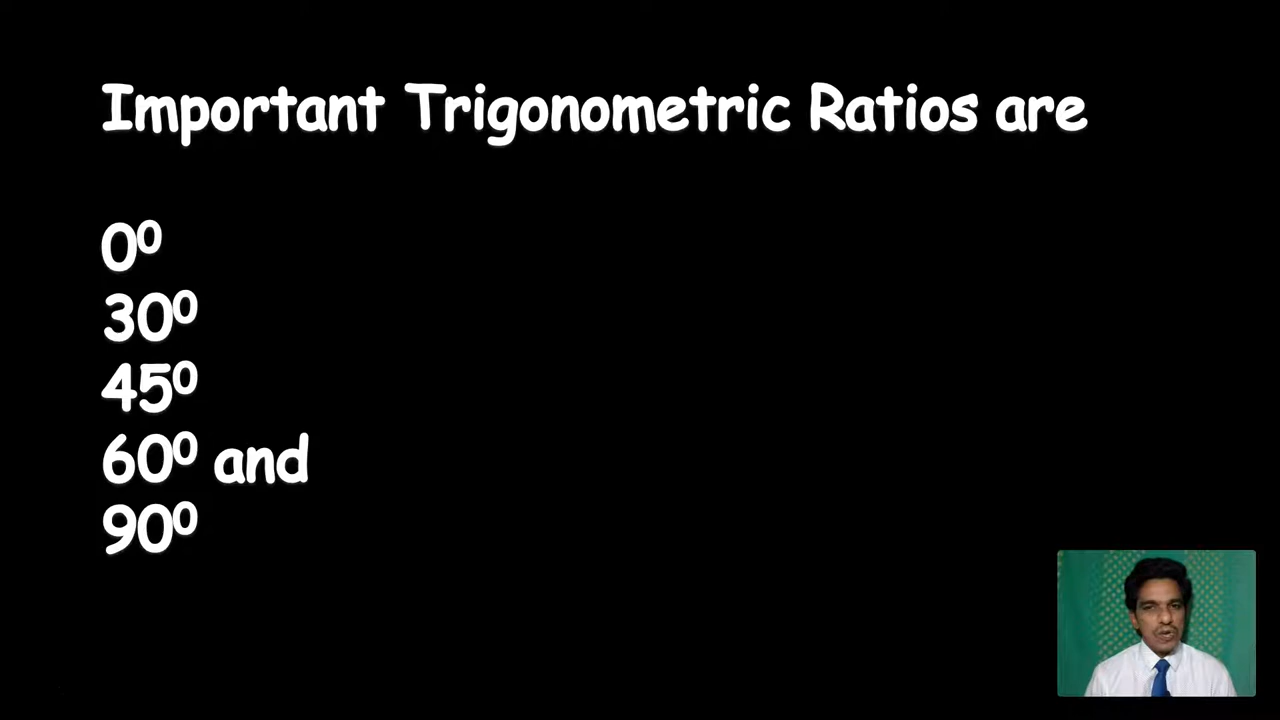 Important Trigonometric Ratios are
0⁰
30⁰
45⁰
60⁰ and
90⁰